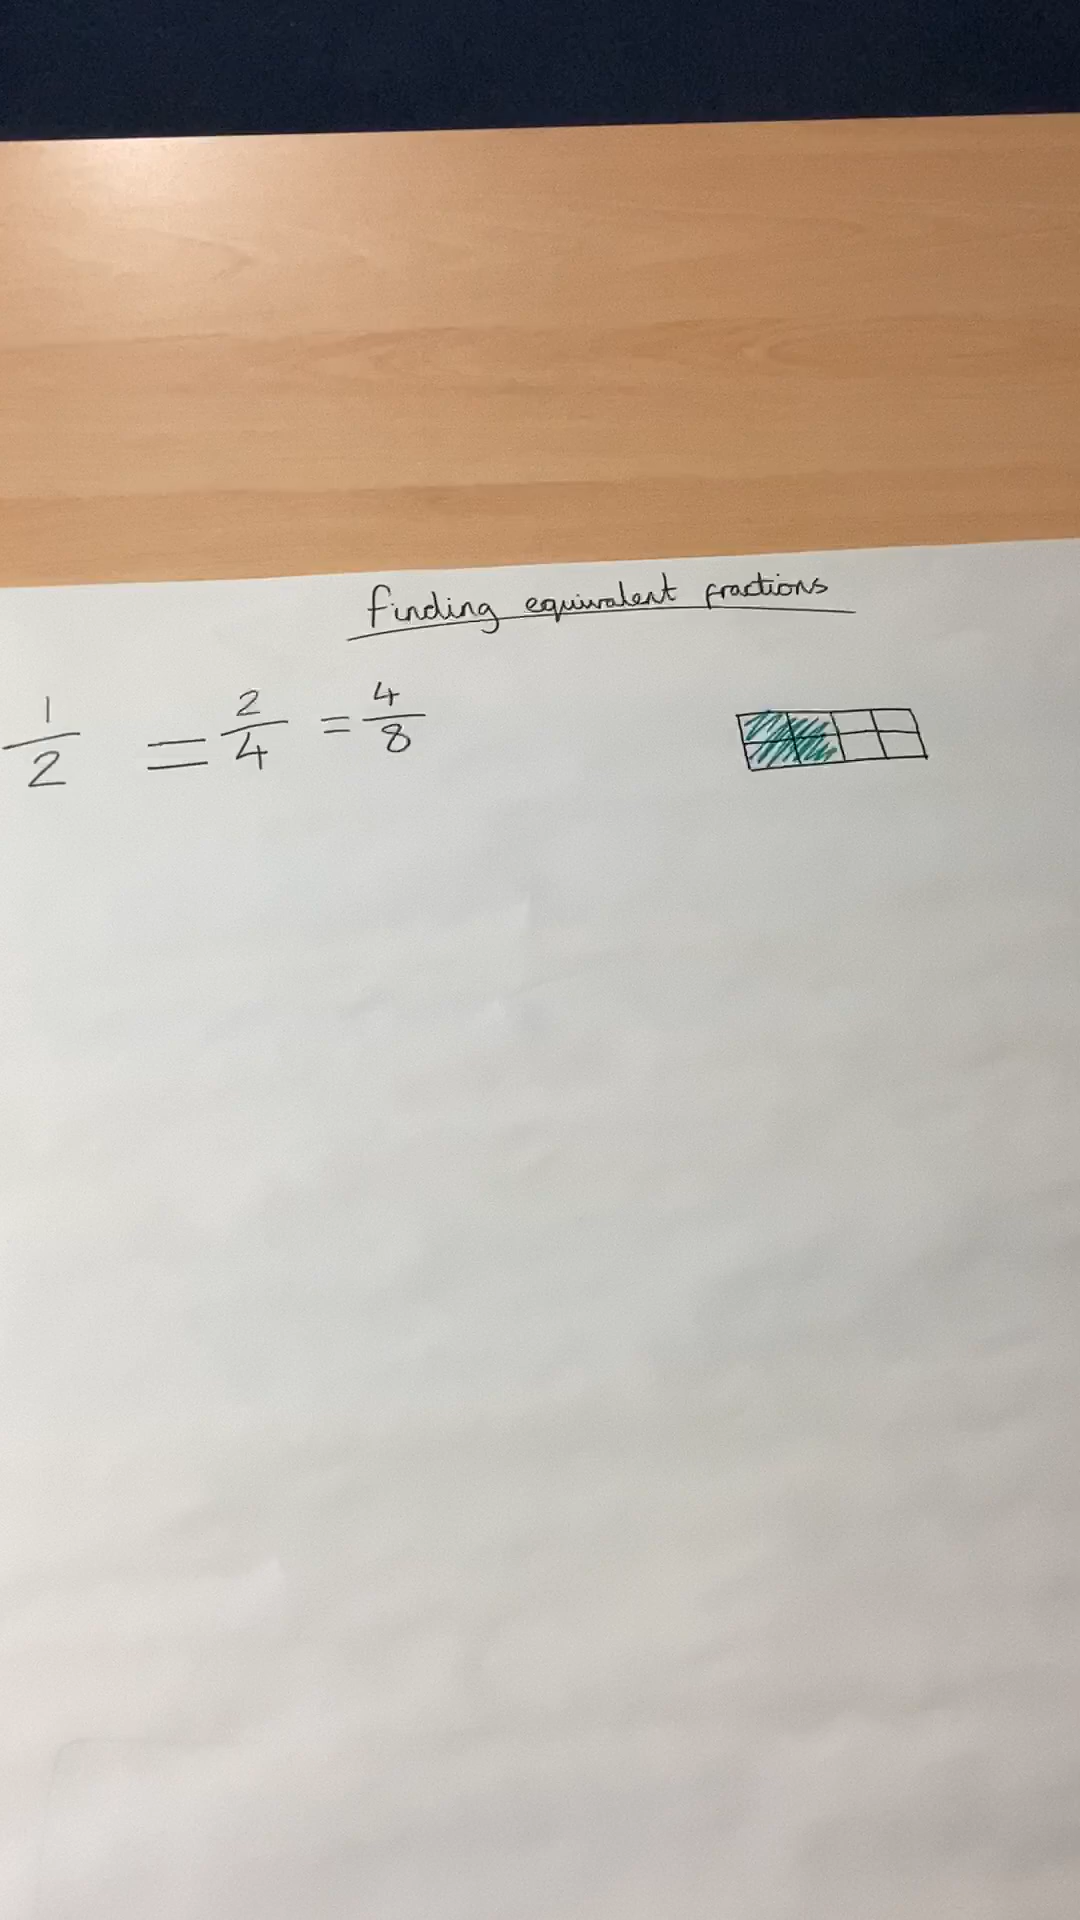 Finding equivalent fractions
1/2 = 2/4 = 4/8